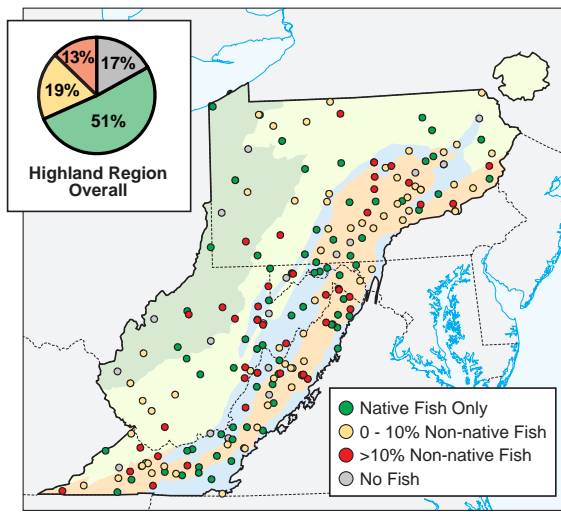 13%
17%
19%
51%
Highland Region
Overall
Native Fish Only
0 - 10% Non-native Fish
>10% Non-native Fish
No Fish